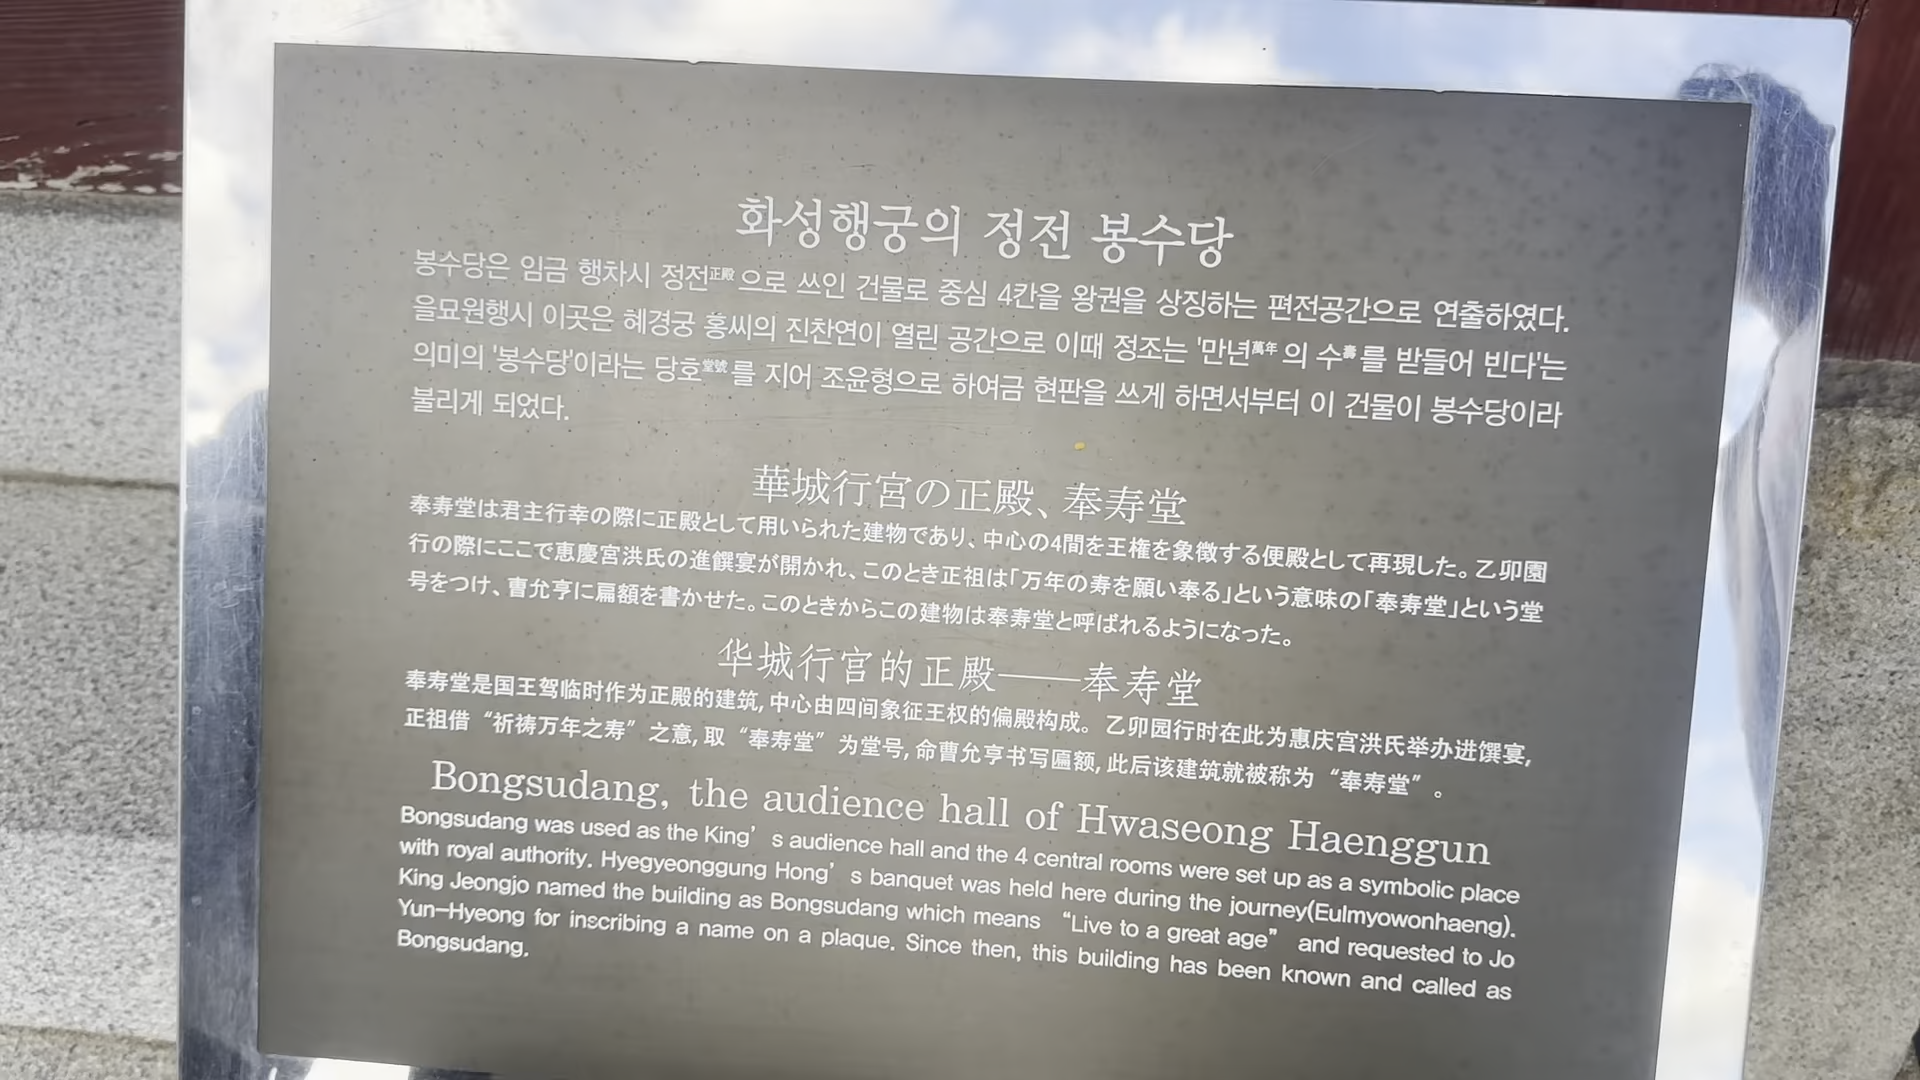 화성행궁의 정전 봉수당
봉수당은 임금 행차시 정전正殿으로 쓰인 건물로 중심 4칸을 왕권을 상징하는 편전공간으로 연출하였다.
을묘원행시 이곳은 혜경궁 홍씨의 진찬연이 열린 공간으로 이때 정조는 '만년萬年의 수壽를 받들어 빈다'는
의미의 '봉수당'이라는 당호堂號를 지어 조윤형으로 하여금 현판을 쓰게 하면서부터 이 건물이 봉수당이라
불리게 되었다.
華城行宮の正殿、奉寿堂
奉寿堂は君主行幸の際に正殿として用いられた建物であり、中心の4間を王権を象徴する便殿として再現した。乙卯園
行の際にここで恵慶宮洪氏の進饌宴が開かれ、このとき正祖は「万年の寿を願い奉る」という意味の「奉寿堂」という堂
号をつけ、曹允亨に扁額を書かせた。このときからこの建物は奉寿堂と呼ばれるようになった。
华城行宫的正殿——奉寿堂
奉寿堂是国王驾临时作为正殿的建筑, 中心由四间象征王权的偏殿构成。乙卯园行时在此为惠庆宫洪氏举办进馔宴,
正祖借“祈祷万年之寿”之意, 取“奉寿堂”为堂号, 命曹允亨书写匾额, 此后该建筑就被称为“奉寿堂”。
Bongsudang, the audience hall of Hwaseong Haenggun
Bongsudang was used as the King’s audience hall and the 4 central rooms were set up as a symbolic place
with royal authority. Hyegyeonggung Hong’s banquet was held here during the journey(Eulmyowonhaeng).
King Jeongjo named the building as Bongsudang which means “Live to a great age” and requested to Jo
Yun-Hyeong for inscribing a name on a plaque. Since then, this building has been known and called as
Bongsudang.